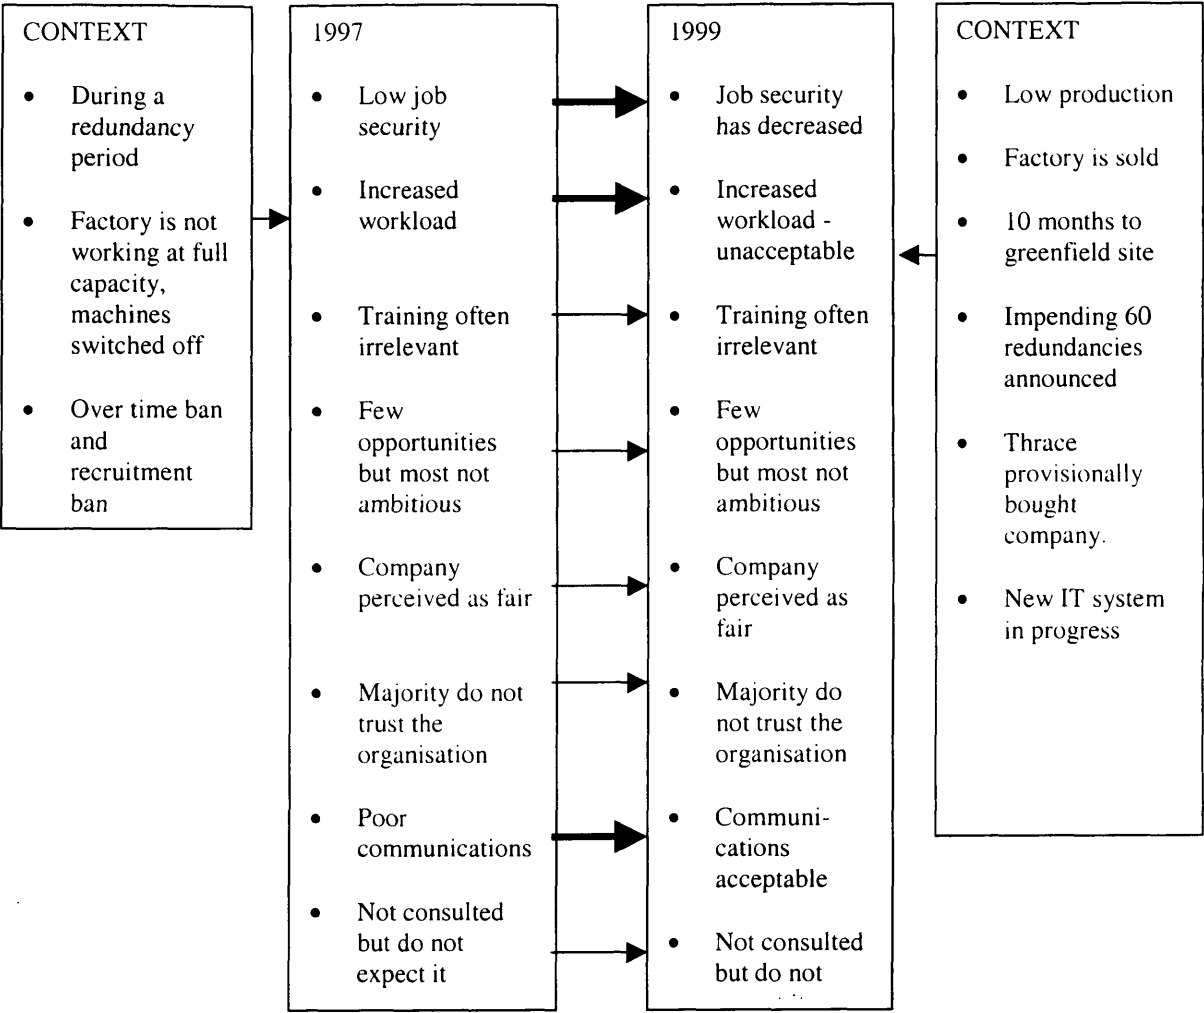 CONTEXT
• During a
redundancy
period
• Factory is not
working at full
capacity,
machines
switched off
• Over time ban
and
recruitment
ban
1997
• Low job
security
• Increased
workload
• Training often
irrelevant
• Few
opportunities
but most not
ambitious
• Company
perceived as fair
• Majority do not
trust the
organisation
• Poor
communications
• Not consulted
but do not
expect it
1999
• Job security
has decreased
• Increased
workload -
unacceptable
• Training often
irrelevant
• Few
opportunities
but most not
ambitious
• Company
perceived as
fair
• Majority do
not trust the
organisation
• Communi-
cations
acceptable
• Not consulted
but do not
CONTEXT
• Low production
• Factory is sold
• 10 months to
greenfield site
• Impending 60
redundancies
announced
• Thrace
provisionally
bought
company.
• New IT system
in progress